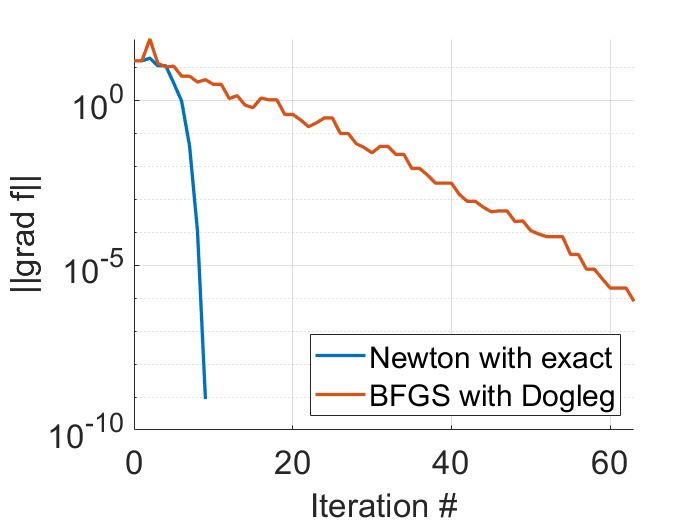 10^0
10^-5
10^-10
||grad f||
0 20 40 60
Iteration #
Newton with exact
BFGS with Dogleg